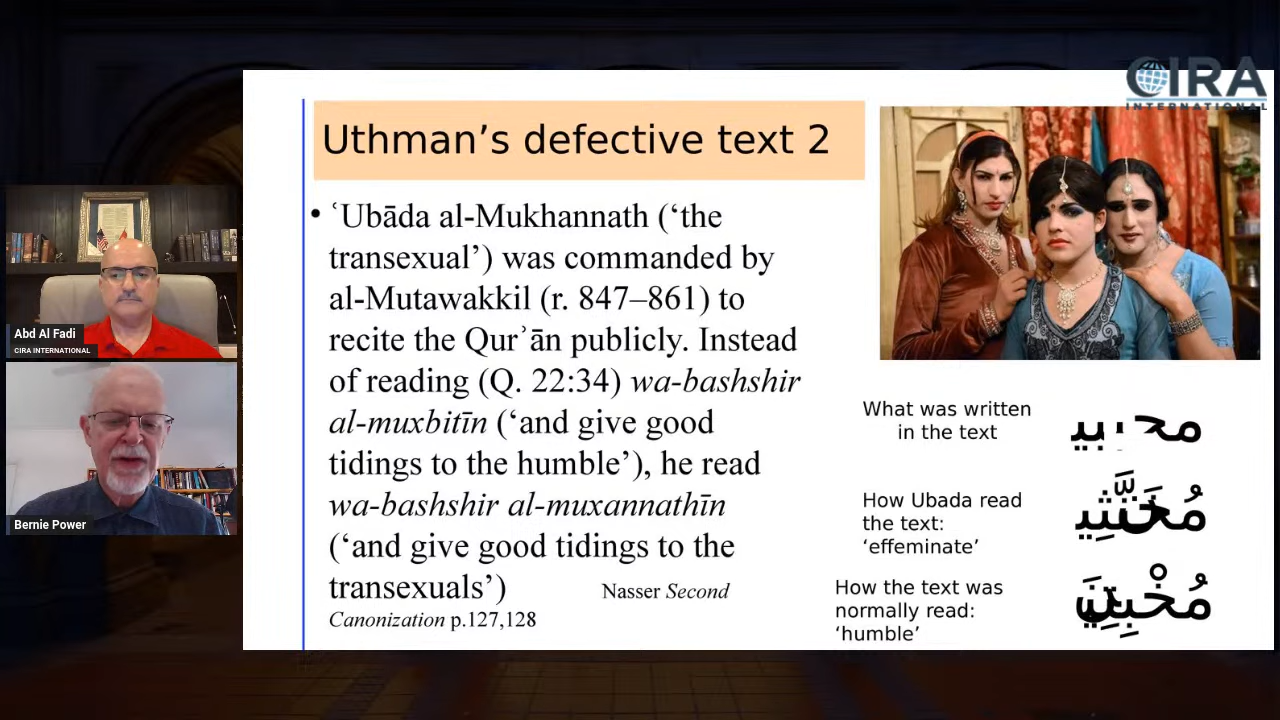 CIRA
INTERNATIONAL
Uthman’s defective text 2
• ʿUbāda al-Mukhannath (‘the
transexual’) was commanded by
al-Mutawakkil (r. 847–861) to
recite the Qurʾān publicly. Instead
of reading (Q. 22:34) wa-bashshir
al-muxbitīn (‘and give good
tidings to the humble’), he read
wa-bashshir al-muxannathīn
(‘and give good tidings to the
transexuals’) Nasser Second
Canonization p.127,128
What was written
in the text
How Ubada read
the text:
‘effeminate’
How the text was
normally read:
‘humble’
Abd Al Fadi
CIRA INTERNATIONAL
Bernie Power